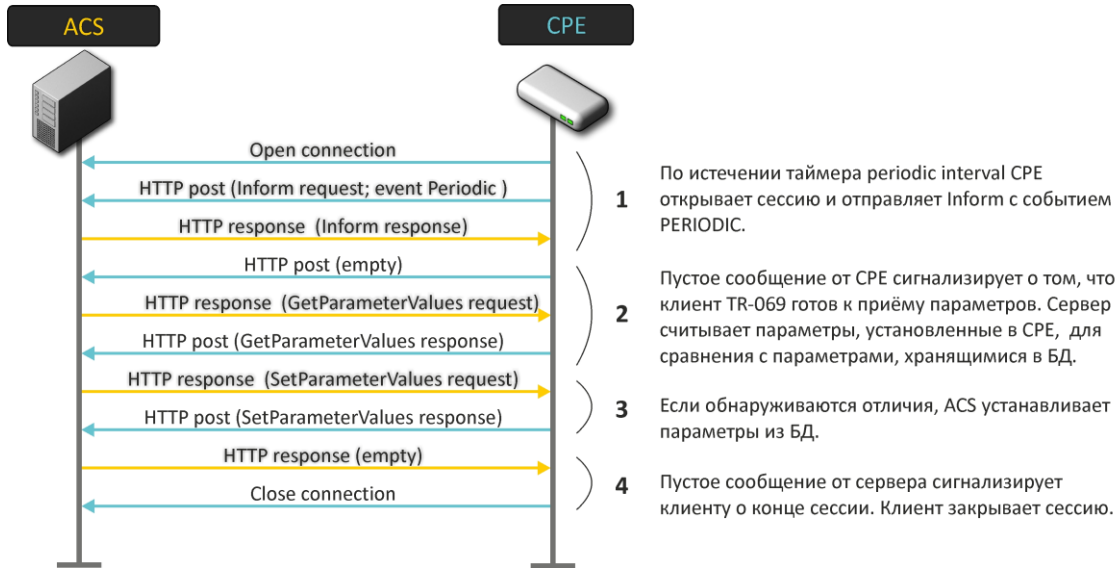 ACS
CPE
Open connection
HTTP post (Inform request; event Periodic )
HTTP response  (Inform response)
1
По истечении таймера periodic interval CPE
открывает сессию и отправляет Inform с событием
PERIODIC.
HTTP post (empty)
HTTP response  (GetParameterValues request)
HTTP post (GetParameterValues response)
2
Пустое сообщение от CPE сигнализирует о том, что
клиент TR-069 готов к приёму параметров. Сервер
считывает параметры, установленные в CPE,  для
сравнения с параметрами, хранящимися в БД.
HTTP response  (SetParameterValues request)
HTTP post (SetParameterValues response)
3
Если обнаруживаются отличия, ACS устанавливает
параметры из БД.
HTTP response (empty)
Close connection
4
Пустое сообщение от сервера сигнализирует
клиенту о конце сессии. Клиент закрывает сессию.